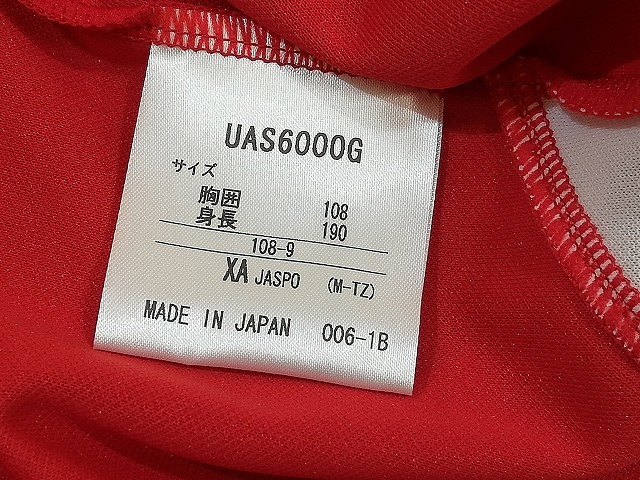 UAS6000G
サイズ
胸囲 108
身長 190
108-9
XA JASPO (M-TZ)
MADE IN JAPAN 006-1B